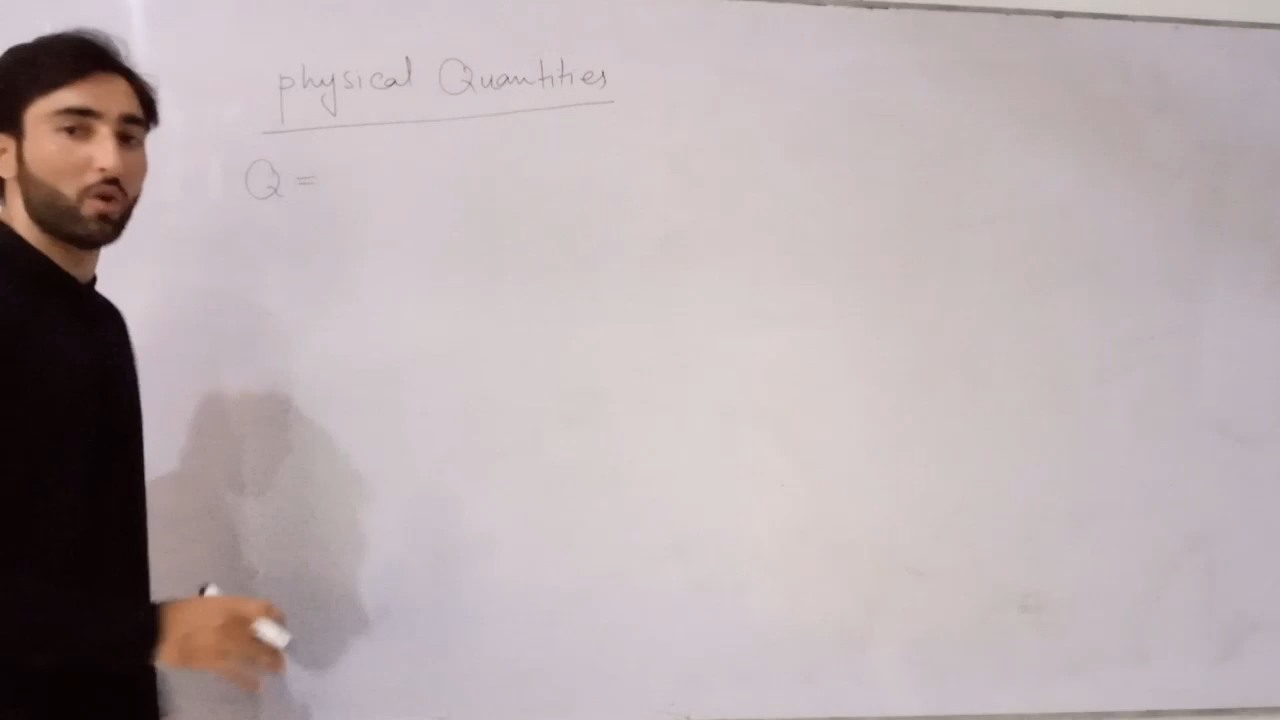 physical Quantities
Q =